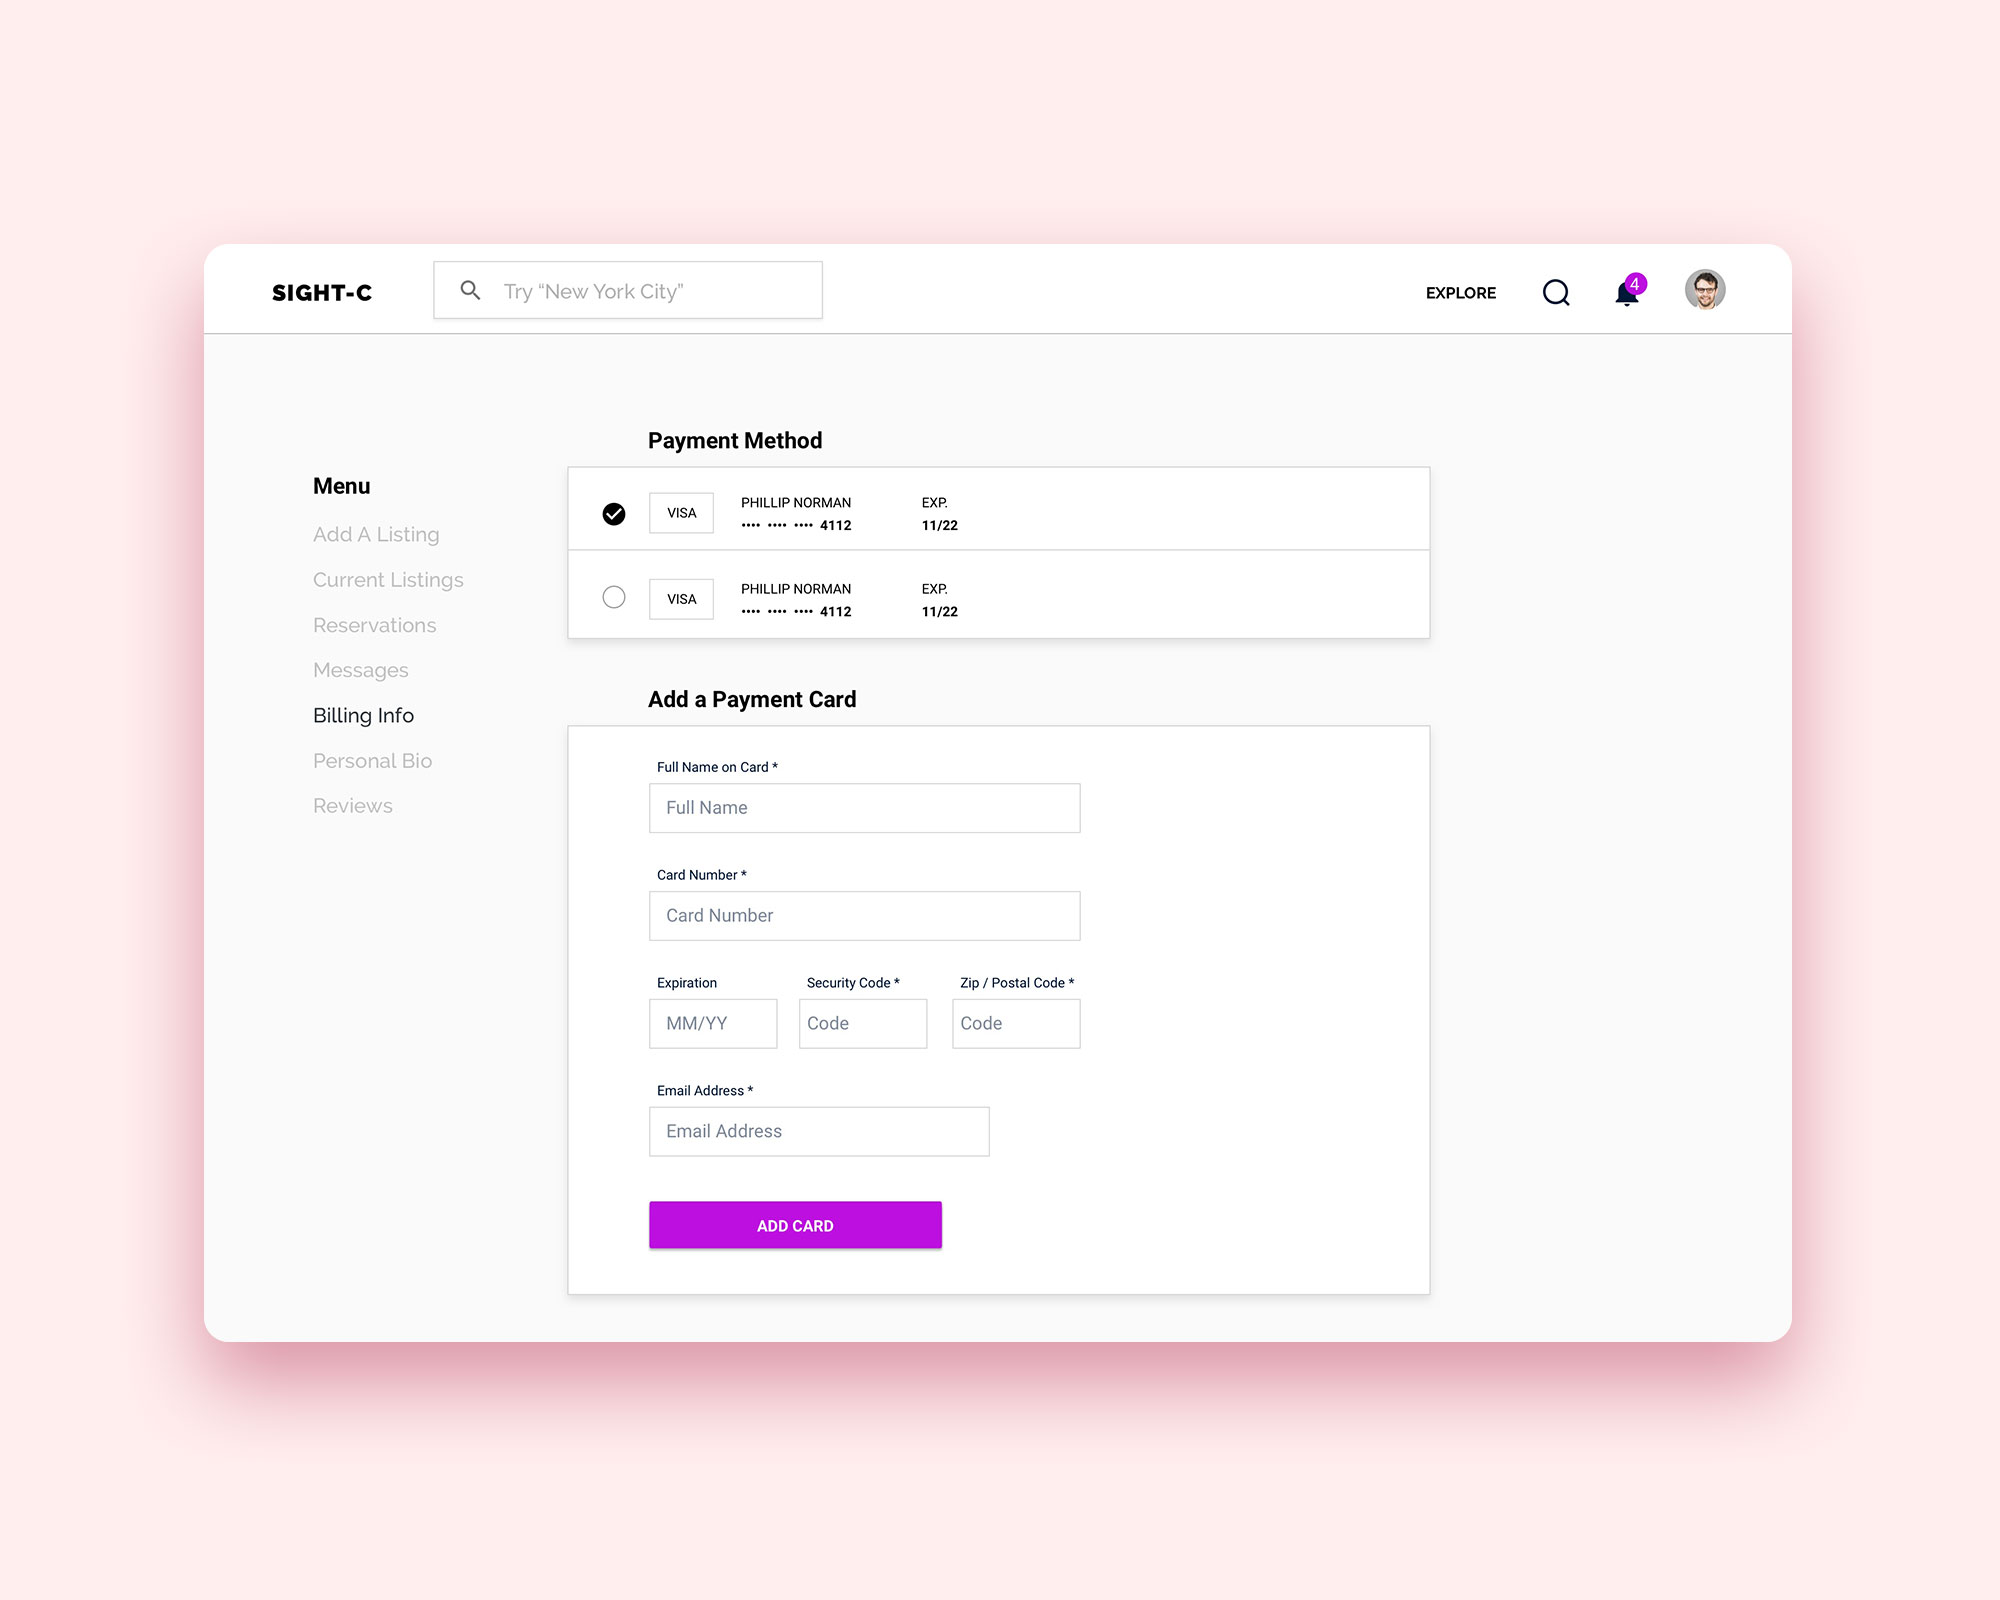 SIGHT-C
Try “New York City”
EXPLORE
4
Menu
Add A Listing
Current Listings
Reservations
Messages
Billing Info
Personal Bio
Reviews
Payment Method
VISA
PHILLIP NORMAN
•••• •••• •••• 4112
EXP.
11/22
VISA
PHILLIP NORMAN
•••• •••• •••• 4112
EXP.
11/22
Add a Payment Card
Full Name on Card *
Full Name
Card Number *
Card Number
Expiration
MM/YY
Security Code *
Code
Zip / Postal Code *
Code
Email Address *
Email Address
ADD CARD